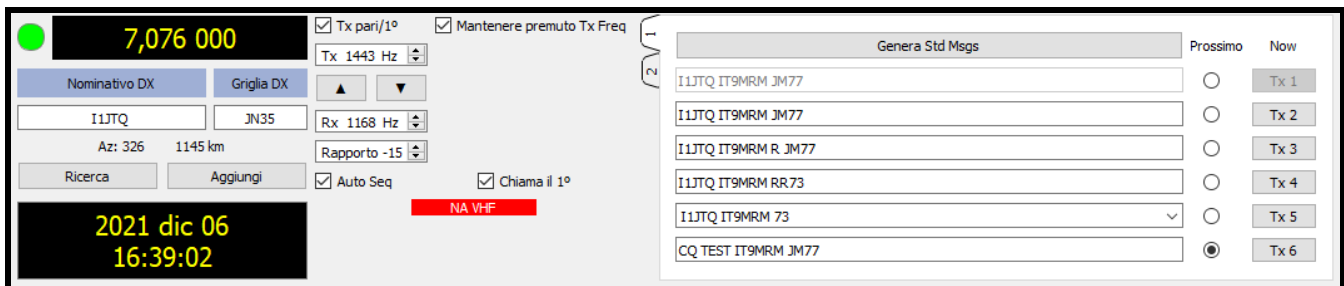 7,076 000
Tx pari/1º
Mantenere premuto Tx Freq
Tx 1443 Hz
Nominativo DX
Griglia DX
▲
▼
I1JTQ
JN35
Rx 1168 Hz
Az: 326
1145 km
Rapporto -15
Ricerca
Aggiungi
Auto Seq
Chiama il 1º
NA VHF
2021 dic 06
16:39:02
1
2
Genera Std Msgs
Prossimo
Now
I1JTQ IT9MRM JM77
Tx 1
I1JTQ IT9MRM JM77
Tx 2
I1JTQ IT9MRM R JM77
Tx 3
I1JTQ IT9MRM RR73
Tx 4
I1JTQ IT9MRM 73
Tx 5
CQ TEST IT9MRM JM77
Tx 6